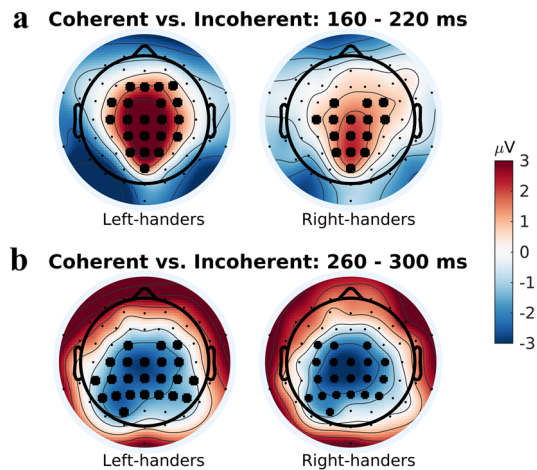 a Coherent vs. Incoherent: 160 - 220 ms
Left-handers Right-handers
μV
3
2
1
0
-1
-2
-3
b Coherent vs. Incoherent: 260 - 300 ms
Left-handers Right-handers